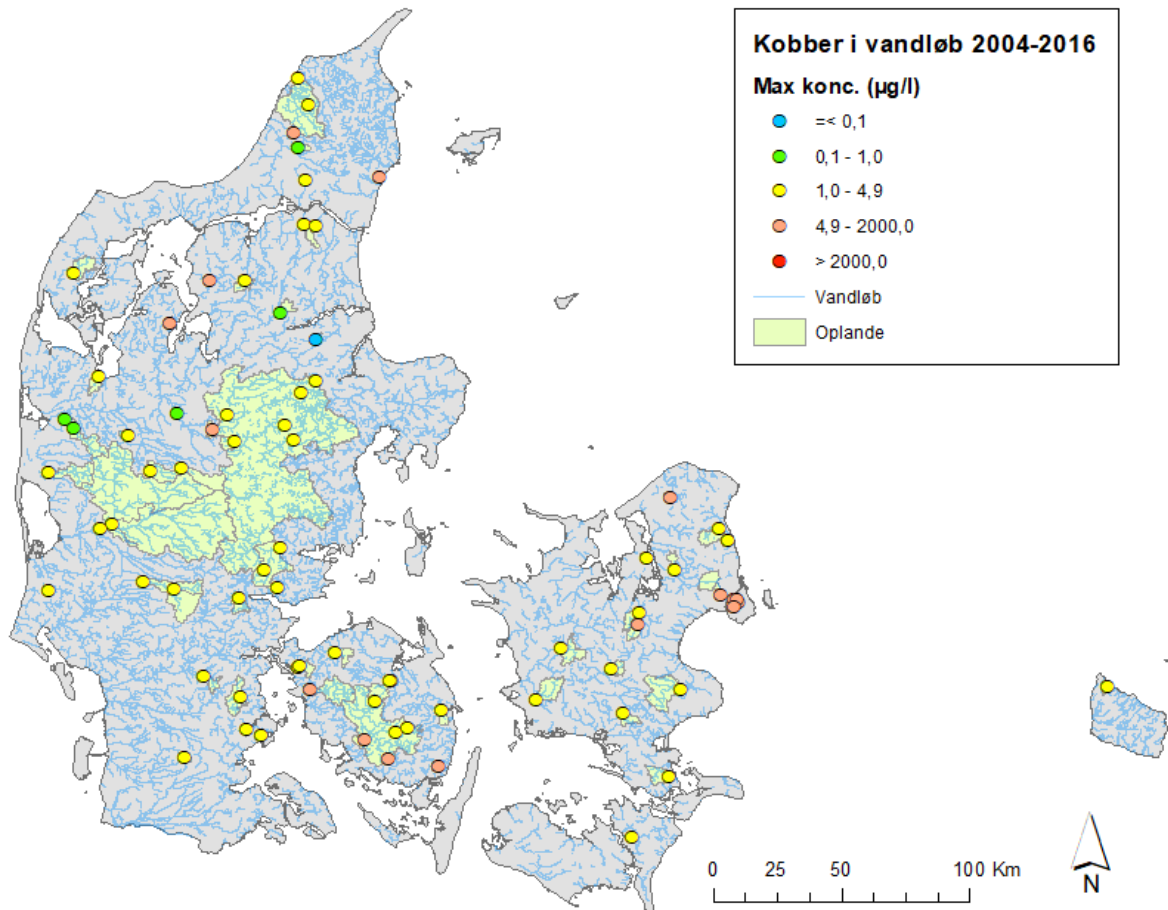 Kobber i vandløb 2004-2016
Max konc. (µg/l)
=< 0,1
0,1 - 1,0
1,0 - 4,9
4,9 - 2000,0
> 2000,0
Vandløb
Oplande
0 25 50 100 Km
N